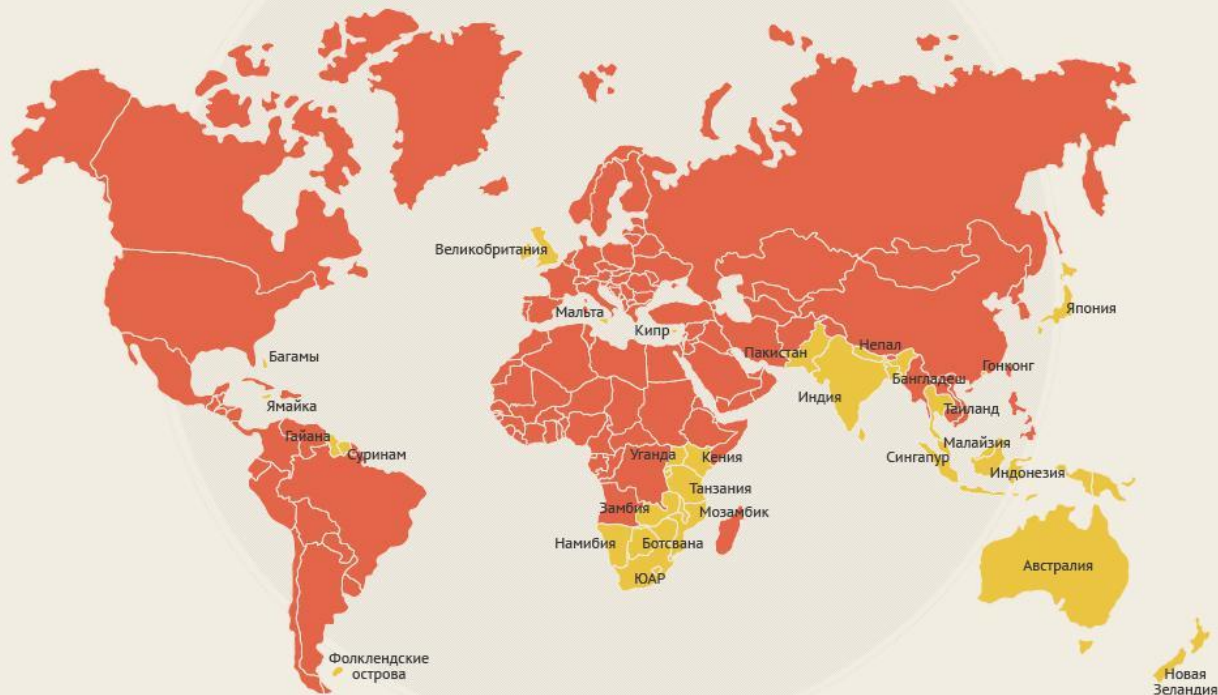 Великобритания
Мальта
Кипр
Япония
Багамы
Пакистан
Непал
Гонконг
Бангладеш
Индия
Ямайка
Таиланд
Гайана
Суринам
Уганда
Кения
Малайзия
Сингапур
Индонезия
Танзания
Замбия
Мозамбик
Намибия
Ботсвана
Австралия
ЮАР
Фолклендские
острова
Новая
Зеландия